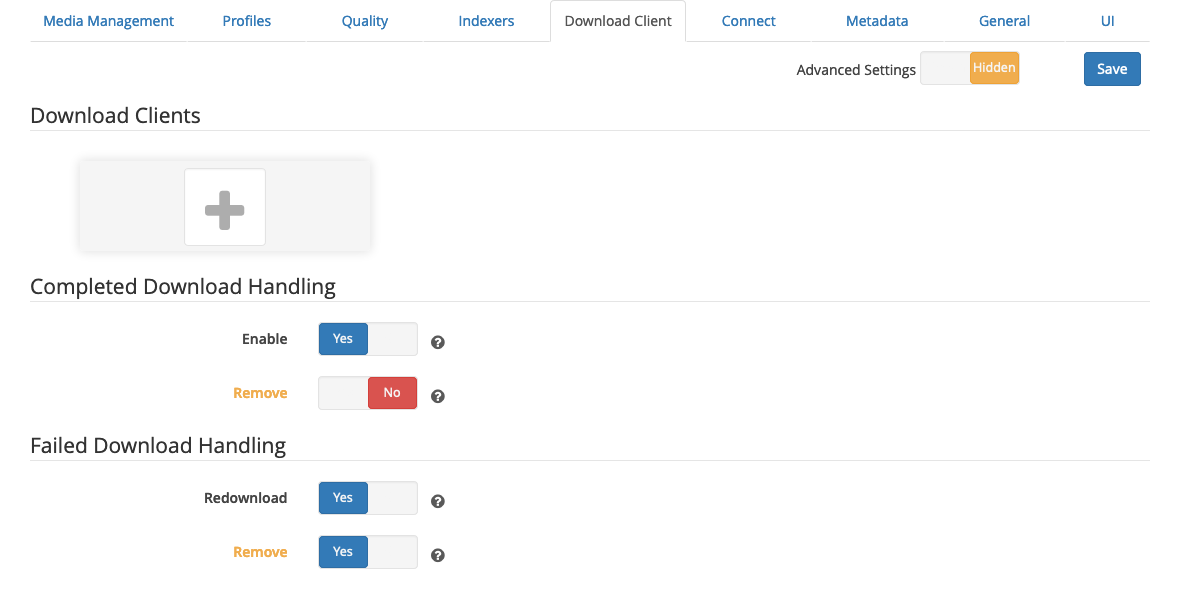 Media Management Profiles Quality Indexers Download Client Connect Metadata General UI
Advanced Settings Hidden Save
Download Clients
Completed Download Handling
Enable Yes
Remove No
Failed Download Handling
Redownload Yes
Remove Yes